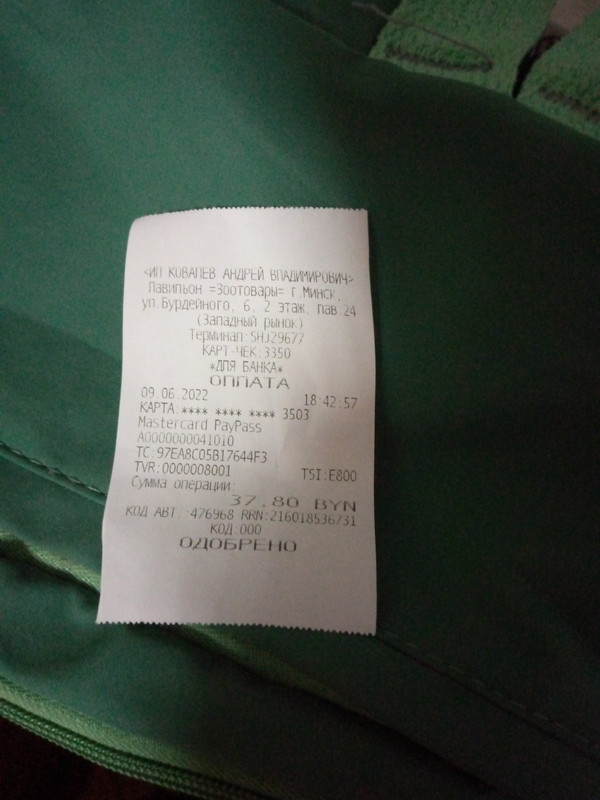 <ИП КОВАЛЕВ АНДРЕЙ ВЛАДИМИРОВИЧ>
Павильон =Зоотовары= г.Минск,
ул.Бурдейного, 6, 2 этаж, пав.24
(Западный рынок)
Терминал:SHJ29677
КАРТ-ЧЕК:3350
*ДЛЯ БАНКА*
ОПЛАТА
09.06.2022 18:42:57
КАРТА:**** **** **** 3503
Mastercard PayPass
A0000000041010
TC:97EA8C05B17644F3
TVR:0000008001 TSI:E800
Сумма операции:
37.80 BYN
КОД АВТ.:476968 RRN:216018536731
КОД 000
ОДОБРЕНО